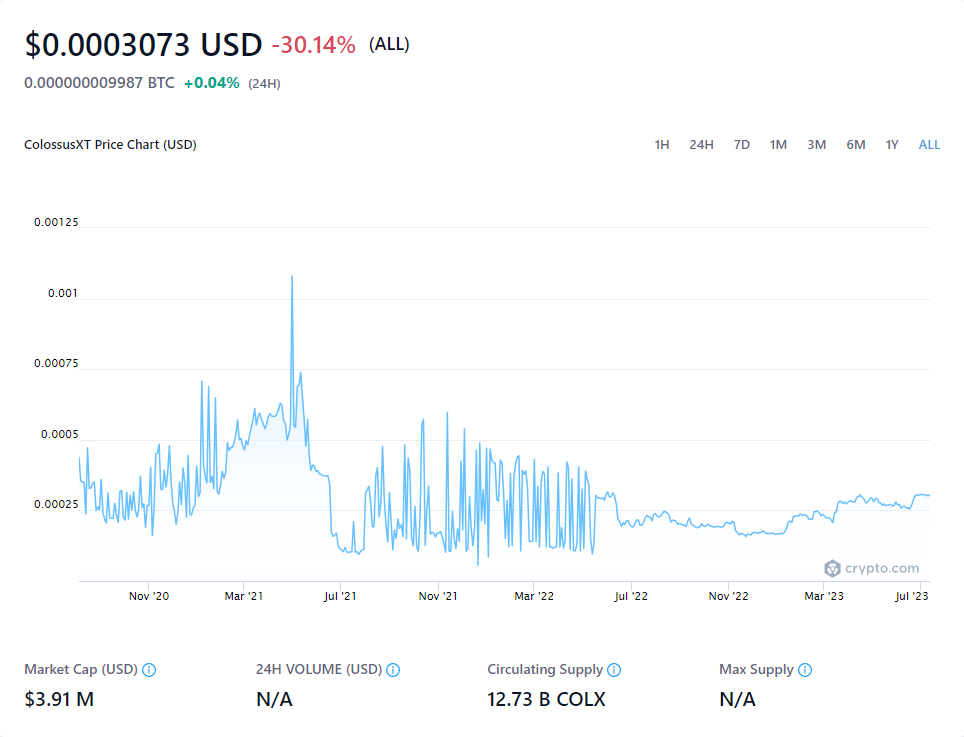 $0.0003073 USD -30.14% (ALL)
0.000000009987 BTC +0.04% (24H)
ColossusXT Price Chart (USD) 1H 24H 7D 1M 3M 6M 1Y ALL
0.00125
0.001
0.00075
0.0005
0.00025
crypto.com
Nov '20 Mar '21 Jul '21 Nov '21 Mar '22 Jul '22 Nov '22 Mar '23 Jul '23
Market Cap (USD) 24H VOLUME (USD) Circulating Supply Max Supply
$3.91 M N/A 12.73 B COLX N/A